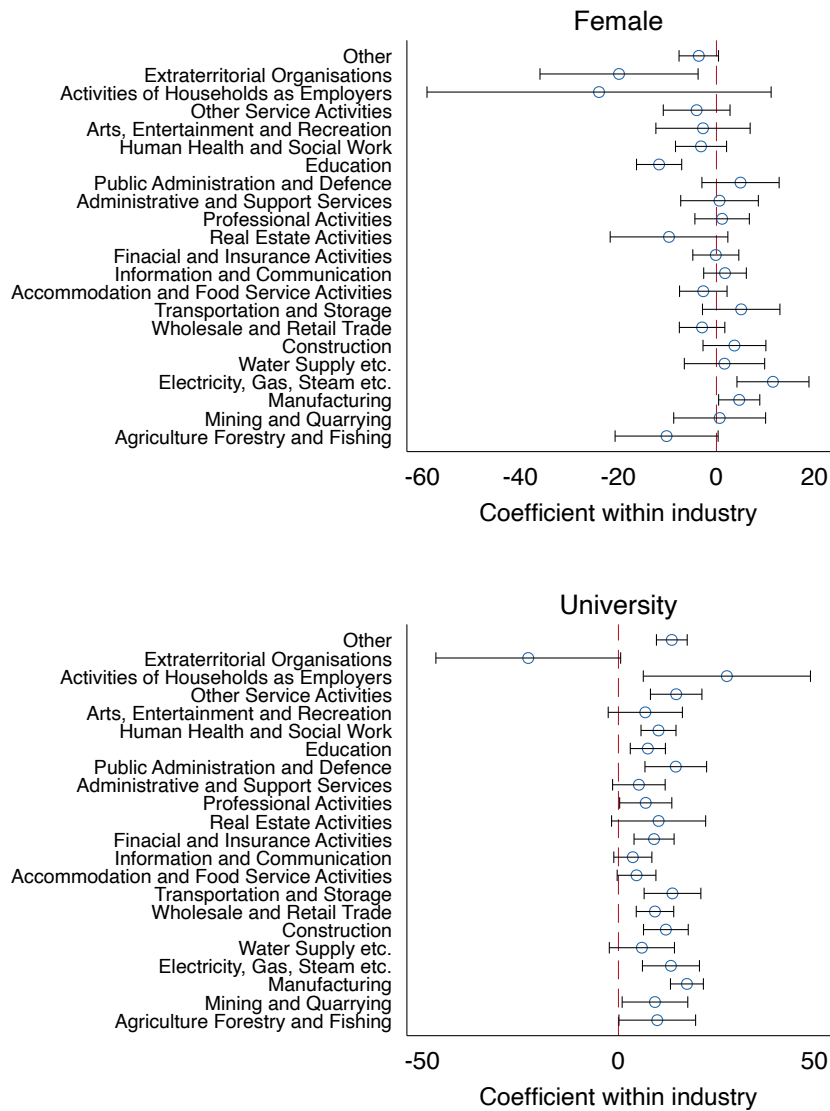 Female
Other
Extraterritorial Organisations
Activities of Households as Employers
Other Service Activities
Arts, Entertainment and Recreation
Human Health and Social Work
Education
Public Administration and Defence
Administrative and Support Services
Professional Activities
Real Estate Activities
Finacial and Insurance Activities
Information and Communication
Accommodation and Food Service Activities
Transportation and Storage
Wholesale and Retail Trade
Construction
Water Supply etc.
Electricity, Gas, Steam etc.
Manufacturing
Mining and Quarrying
Agriculture Forestry and Fishing
-60 -40 -20 0 20
Coefficient within industry
University
Other
Extraterritorial Organisations
Activities of Households as Employers
Other Service Activities
Arts, Entertainment and Recreation
Human Health and Social Work
Education
Public Administration and Defence
Administrative and Support Services
Professional Activities
Real Estate Activities
Finacial and Insurance Activities
Information and Communication
Accommodation and Food Service Activities
Transportation and Storage
Wholesale and Retail Trade
Construction
Water Supply etc.
Electricity, Gas, Steam etc.
Manufacturing
Mining and Quarrying
Agriculture Forestry and Fishing
-50 0 50
Coefficient within industry